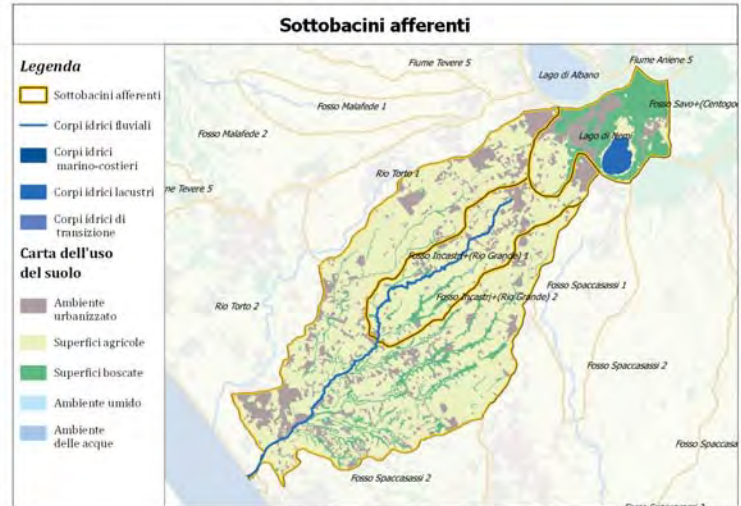 Sottobacini afferenti
Legenda
Sottobacini afferenti
Corpi idrici fluviali
Corpi idrici
marino-costieri
Corpi idrici lacustri
Corpi idrici di
transizione
Carta dell'uso
del suolo
Ambiente
urbanizzato
Superfici agricole
Superfici boscate
Ambiente umido
Ambiente
delle acque
Fiume Tevere 5
Lago di Albano
Fiume Aniene 5
Fosso Malafede 1
Fosso Savo+(Centogoc
Fosso Malafede 2
Lago di Nemi
Rio Torto 1
ne Tevere 5
Fosso Incastri+(Rio Grande) 1
Fosso Spaccasassi 1
Fosso Incastri+(Rio Grande) 2
Rio Torto 2
Fosso Spaccasassi 2
Fosso Spaccasa
Fosso Spaccasassi 2